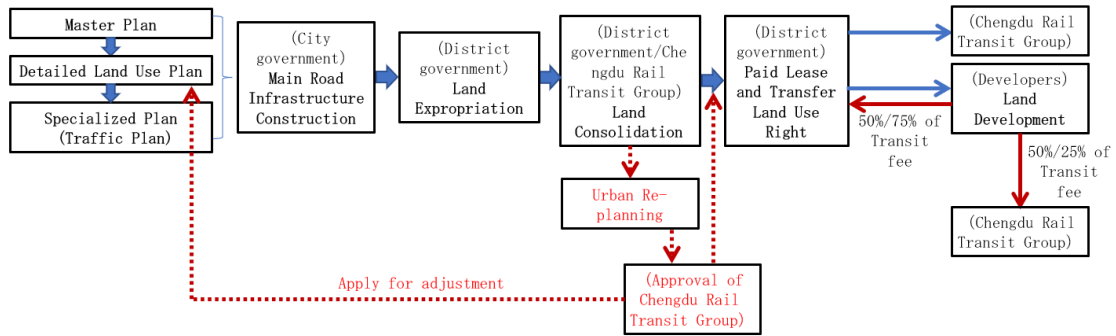 Master Plan
Detailed Land Use Plan
Specialized Plan
(Traffic Plan)
(City
government)
Main Road
Infrastructure
Construction
(District
government)
Land
Expropriation
(District
government/Che
ngdu Rail
Transit Group)
Land
Consolidation
(District
government)
Paid Lease
and Transfer
Land Use
Right
(Chengdu Rail
Transit Group)
(Developers)
Land
Development
50%/75% of
Transit
fee
50%/25% of
Transit
fee
(Chengdu Rail
Transit Group)
Urban Re-
planning
(Approval of
Chengdu Rail
Transit Group)
Apply for adjustment